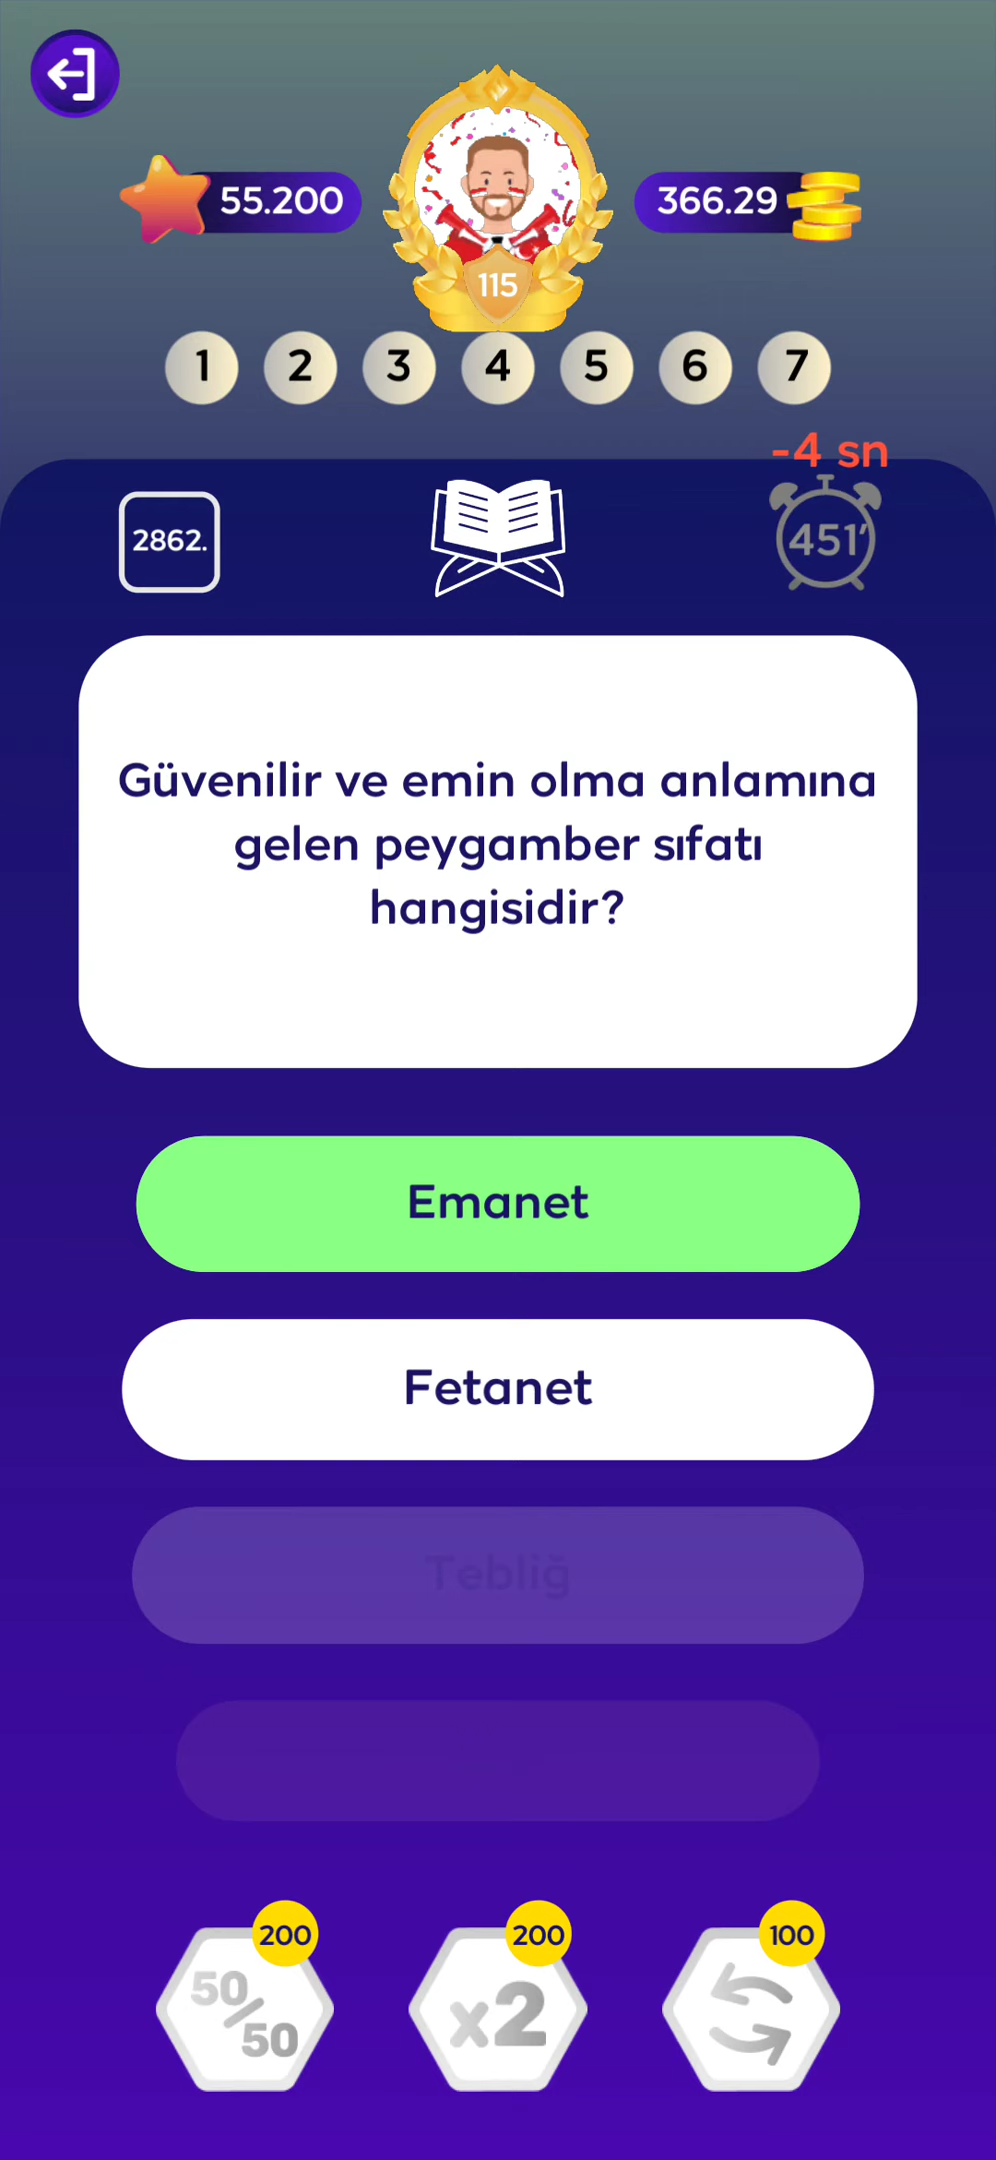 55.200
366.29
115
1 2 3 4 5 6 7
-4 sn
2862.
451'
Güvenilir ve emin olma anlamına
gelen peygamber sıfatı
hangisidir?
Emanet
Fetanet
Tebliğ
200
200
100
50/50
x2